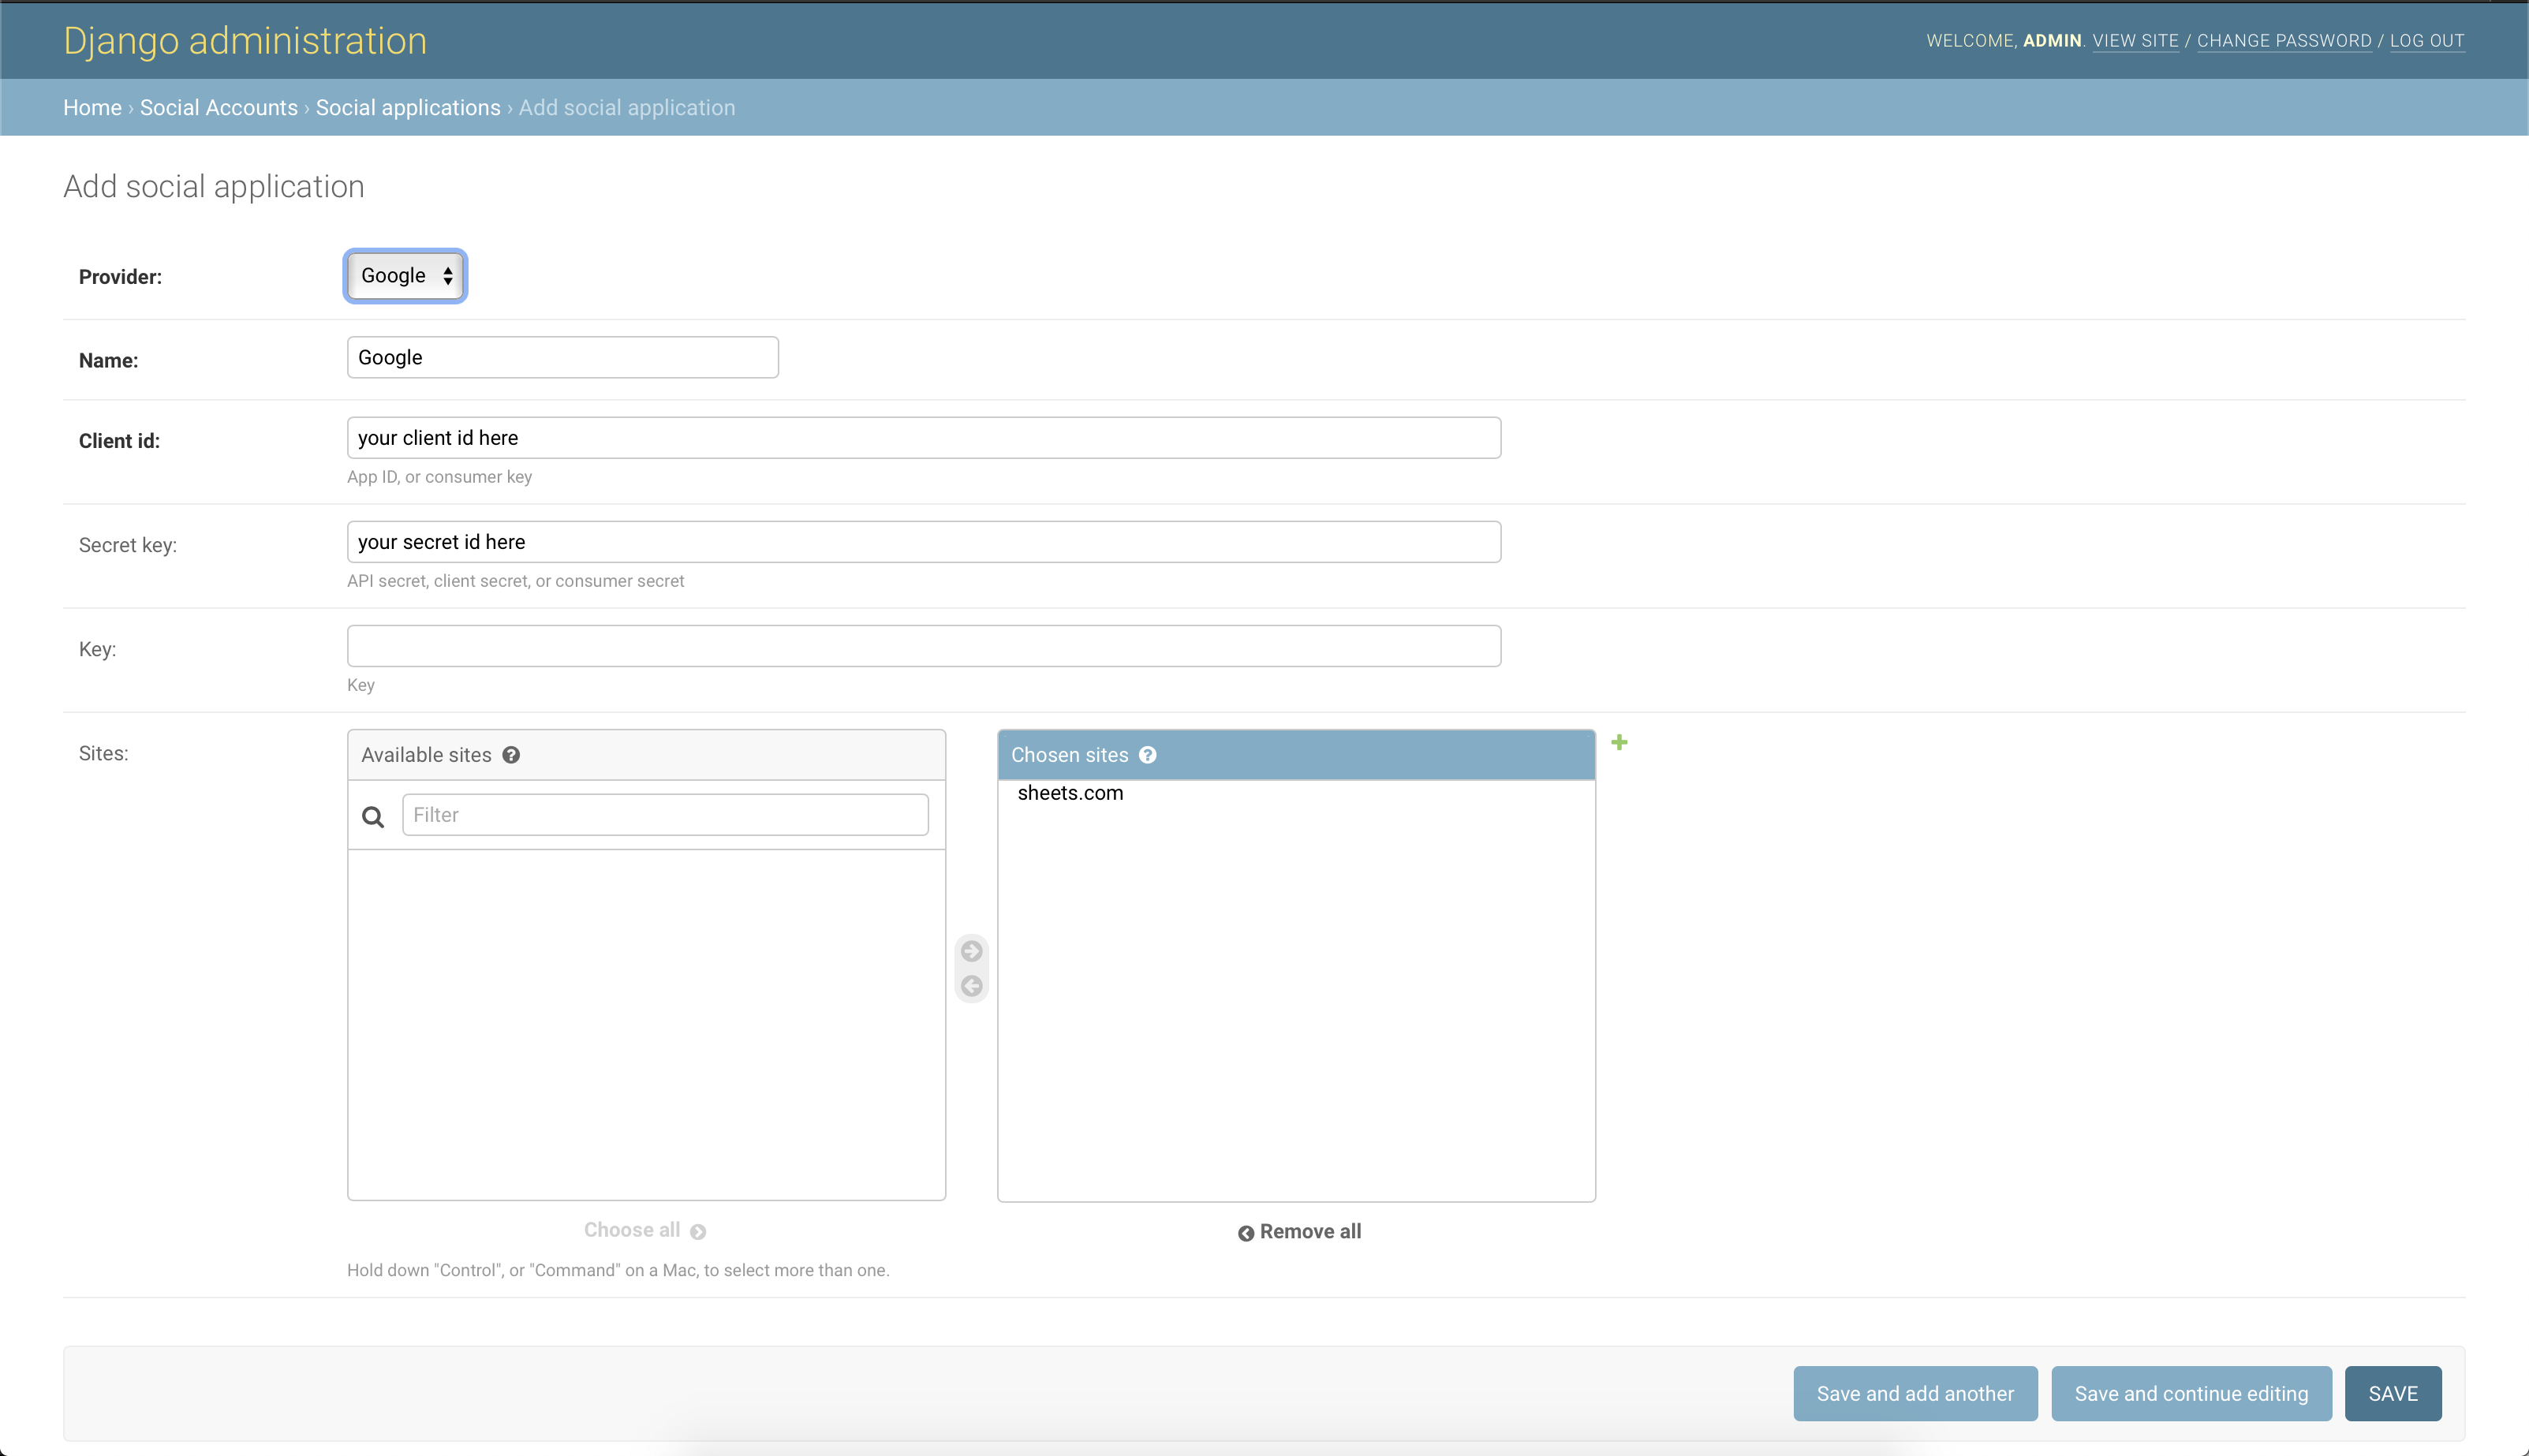 Django administration
WELCOME, ADMIN. VIEW SITE / CHANGE PASSWORD / LOG OUT
Home › Social Accounts › Social applications › Add social application
Add social application
Provider: Google
Name: Google
Client id: your client id here
App ID, or consumer key
Secret key: your secret id here
API secret, client secret, or consumer secret
Key:
Key
Sites: Available sites ?
Chosen sites ?
Filter
sheets.com
Choose all
Remove all
Hold down "Control", or "Command" on a Mac, to select more than one.
Save and add another
Save and continue editing
SAVE